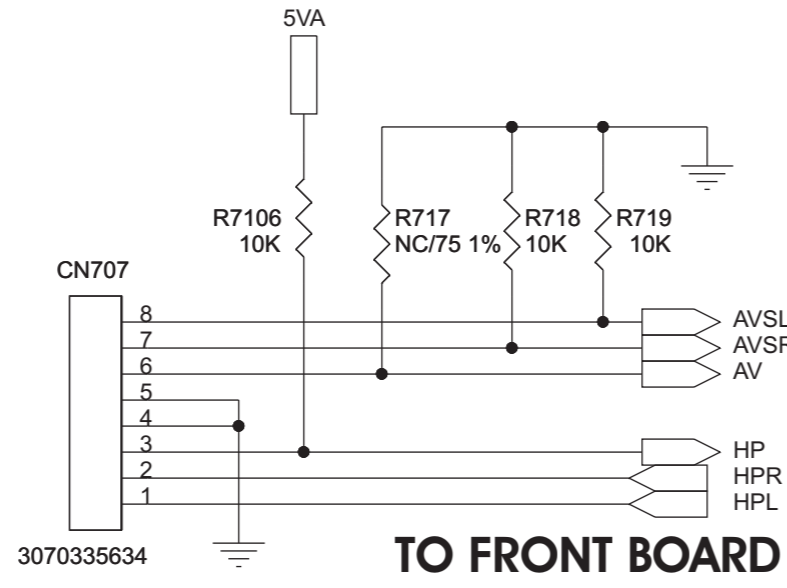 5VA
R7106
10K
R717
NC/75 1%
R718
10K
R719
10K
CN707
8
7
6
5
4
3
2
1
AVSL
AVSR
AV
HP
HPR
HPL
3070335634
TO FRONT BOARD